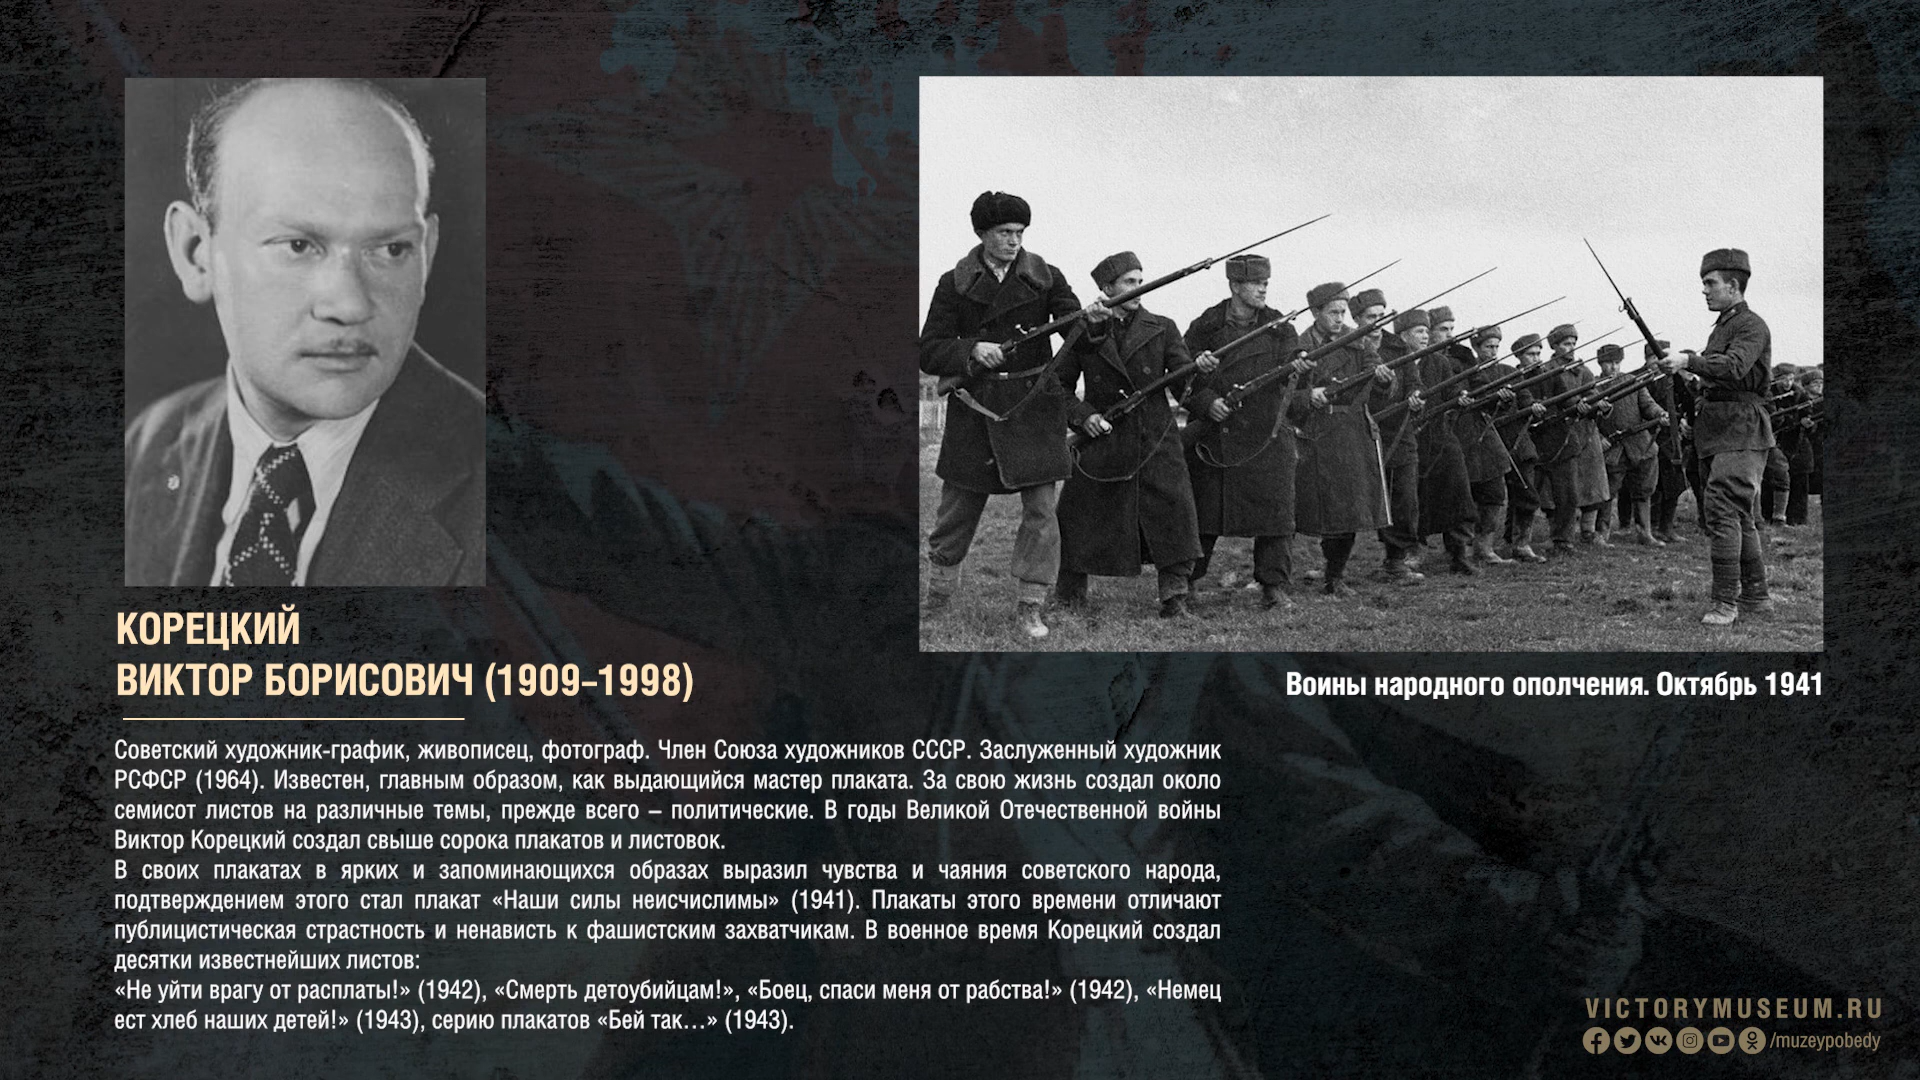 КОРЕЦКИЙ
ВИКТОР БОРИСОВИЧ (1909–1998)
Воины народного ополчения. Октябрь 1941
Советский художник-график, живописец, фотограф. Член Союза художников СССР. Заслуженный художник
РСФСР (1964). Известен, главным образом, как выдающийся мастер плаката. За свою жизнь создал около
семисот листов на различные темы, прежде всего – политические. В годы Великой Отечественной войны
Виктор Корецкий создал свыше сорока плакатов и листовок.
В своих плакатах в ярких и запоминающихся образах выразил чувства и чаяния советского народа,
подтверждением этого стал плакат «Наши силы неисчислимы» (1941). Плакаты этого времени отличают
публицистическая страстность и ненависть к фашистским захватчикам. В военное время Корецкий создал
десятки известнейших листов:
«Не уйти врагу от расплаты!» (1942), «Смерть детоубийцам!», «Боец, спаси меня от рабства!» (1942), «Немец
ест хлеб наших детей!» (1943), серию плакатов «Бей так…» (1943).
VICTORYMUSEUM.RU
/muzeypobedy